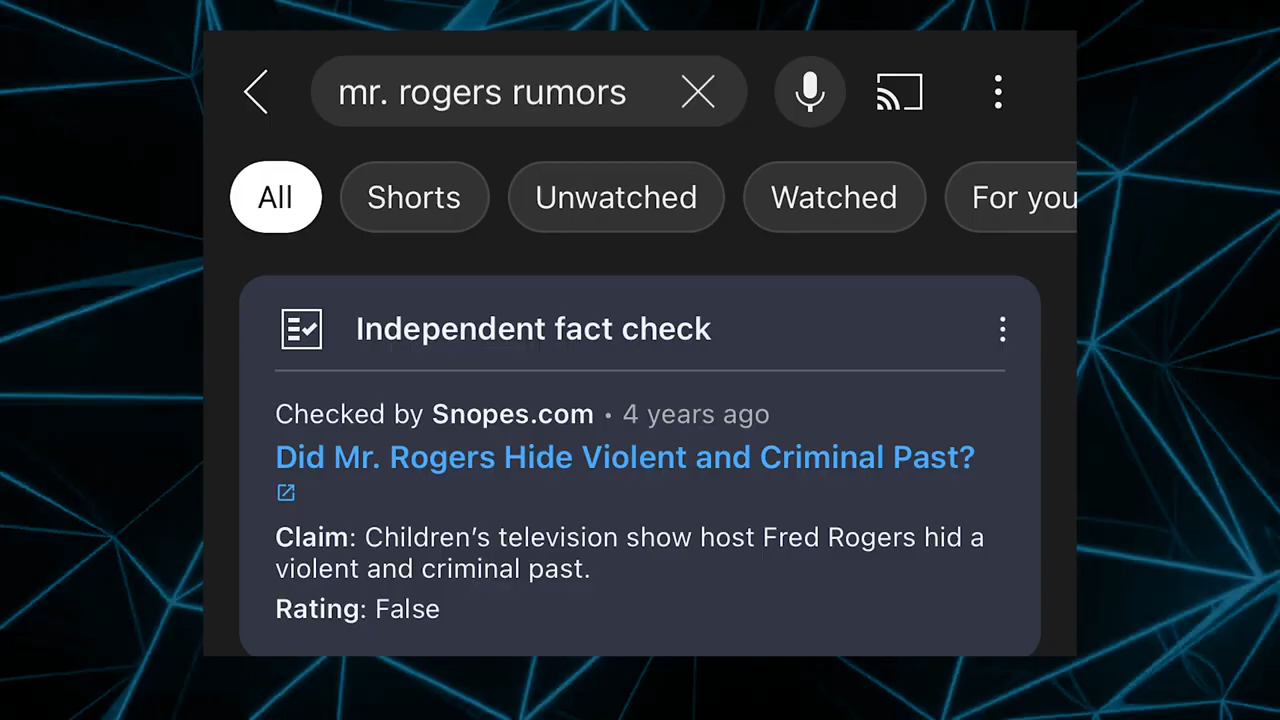 mr. rogers rumors
All Shorts Unwatched Watched For you
Independent fact check
Checked by Snopes.com • 4 years ago
Did Mr. Rogers Hide Violent and Criminal Past?
Claim: Children’s television show host Fred Rogers hid a
violent and criminal past.
Rating: False